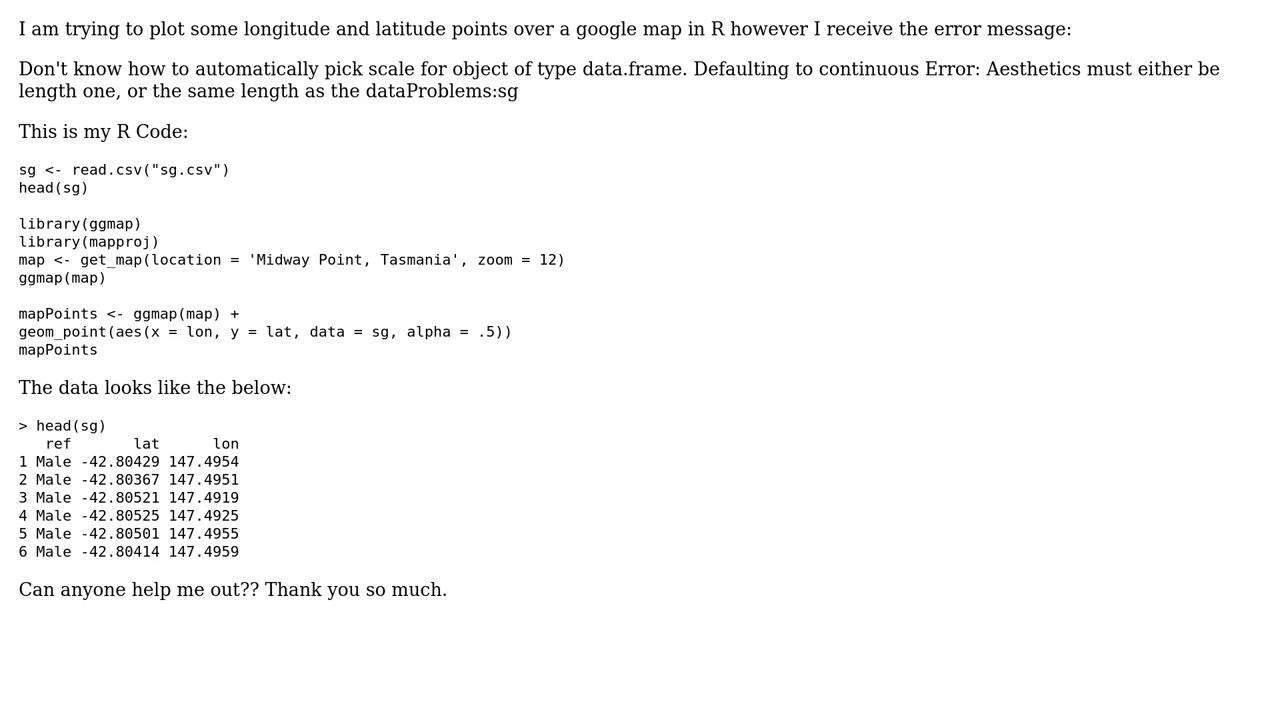 I am trying to plot some longitude and latitude points over a google map in R however I receive the error message:
Don't know how to automatically pick scale for object of type data.frame. Defaulting to continuous Error: Aesthetics must either be
length one, or the same length as the dataProblems:sg
This is my R Code:
sg <- read.csv("sg.csv")
head(sg)
library(ggmap)
library(mapproj)
map <- get_map(location = 'Midway Point, Tasmania', zoom = 12)
ggmap(map)
mapPoints <- ggmap(map) +
geom_point(aes(x = lon, y = lat, data = sg, alpha = .5))
mapPoints
The data looks like the below:
> head(sg)
   ref       lat      lon
1 Male -42.80429 147.4954
2 Male -42.80367 147.4951
3 Male -42.80521 147.4919
4 Male -42.80525 147.4925
5 Male -42.80501 147.4955
6 Male -42.80414 147.4959
Can anyone help me out?? Thank you so much.